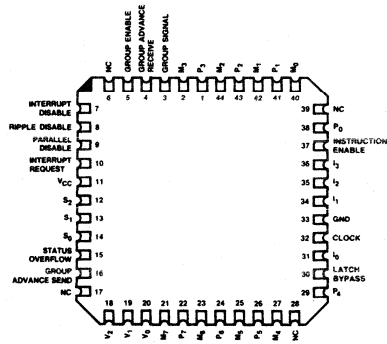 NC
GROUP ENABLE
GROUP ADVANCE
RECEIVE
GROUP SIGNAL
M3
P3
M2
P2
M1
P1
M0
6 5 4 3 2 1 44 43 42 41 40
INTERRUPT
DISABLE 7
RIPPLE DISABLE 8
PARALLEL
DISABLE 9
INTERRUPT
REQUEST 10
VCC 11
S2 12
S1 13
S0 14
STATUS
OVERFLOW 15
GROUP
ADVANCE SEND 16
NC 17
39 NC
38 P0
37 INSTRUCTION
ENABLE
36 I3
35 I2
34 I1
33 GND
32 CLOCK
31 I0
30 LATCH
BYPASS
29 P4
18 19 20 21 22 23 24 25 26 27 28
V2
V1
V0
M7
P7
M6
P6
M5
P5
M4
NC